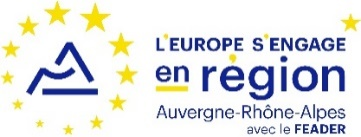 L'EUROPE S'ENGAGE
en région
Auvergne-Rhône-Alpes
avec le FEADER